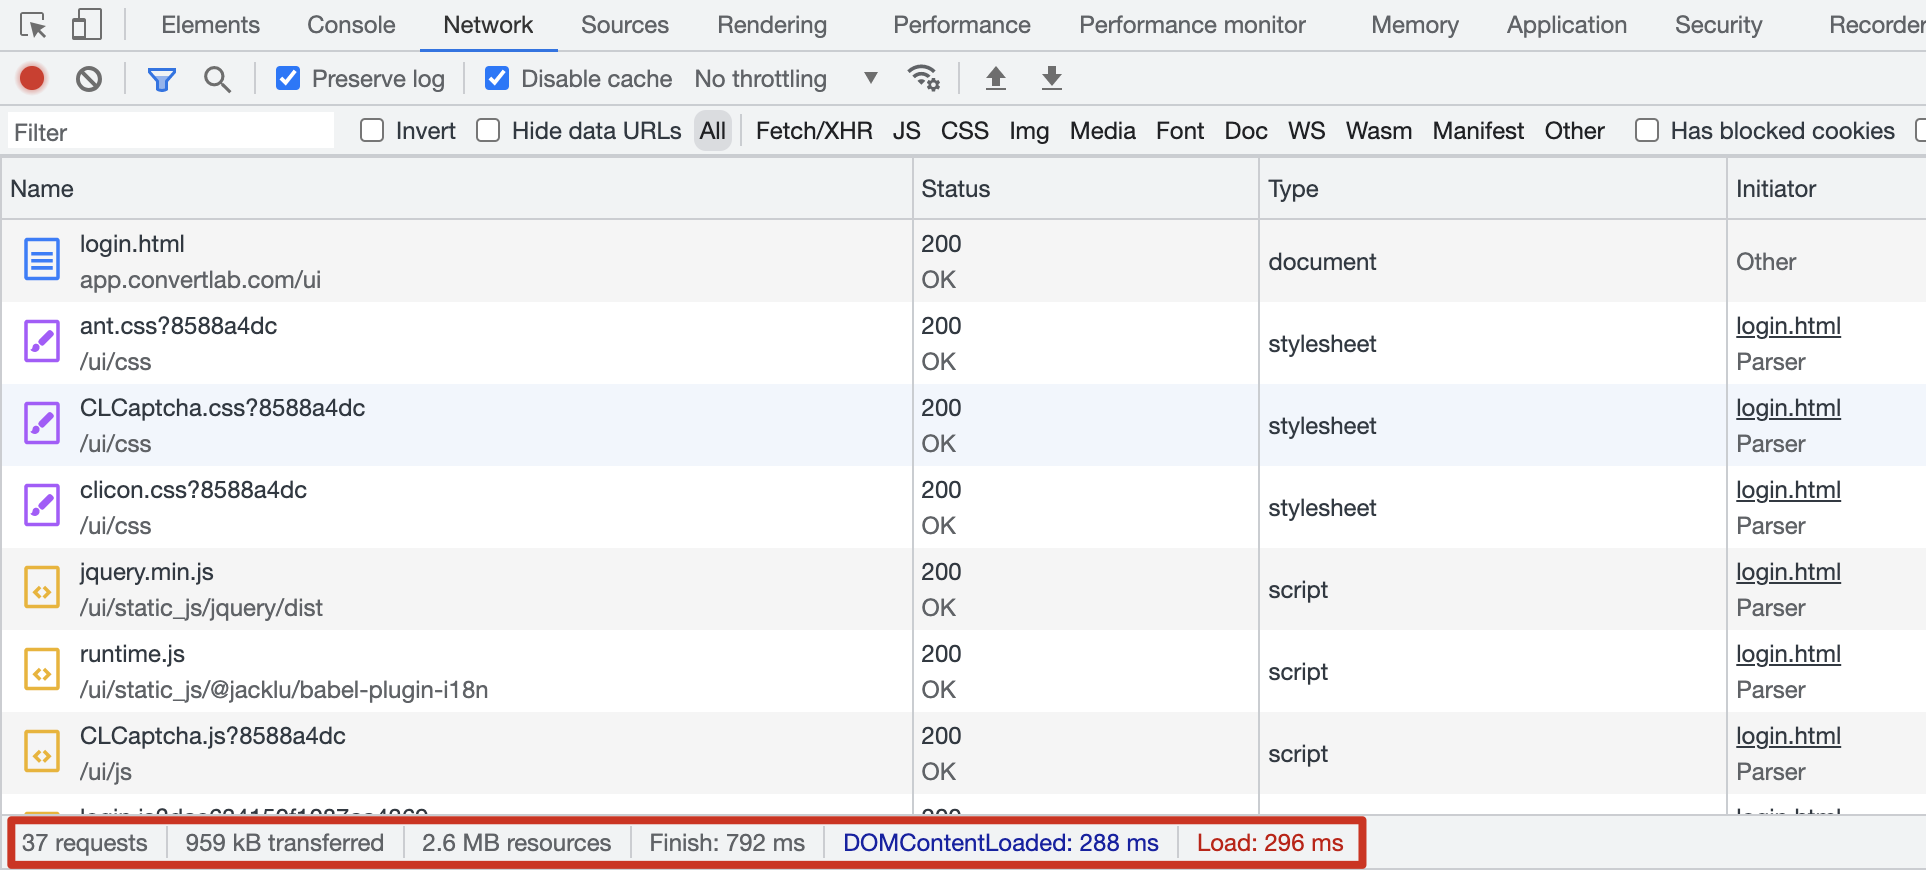 Elements Console Network Sources Rendering Performance Performance monitor Memory Application Security Recorder
Preserve log Disable cache No throttling
Filter Invert Hide data URLs All Fetch/XHR JS CSS Img Media Font Doc WS Wasm Manifest Other Has blocked cookies
Name Status Type Initiator
login.html 200 document Other
app.convertlab.com/ui OK
ant.css?8588a4dc 200 stylesheet login.html
/ui/css OK Parser
CLCaptcha.css?8588a4dc 200 stylesheet login.html
/ui/css OK Parser
clicon.css?8588a4dc 200 stylesheet login.html
/ui/css OK Parser
jquery.min.js 200 script login.html
/ui/static_js/jquery/dist OK Parser
runtime.js 200 script login.html
/ui/static_js/@jacklu/babel-plugin-i18n OK Parser
CLCaptcha.js?8588a4dc 200 script login.html
/ui/js OK Parser
200 login.html
37 requests 959 kB transferred 2.6 MB resources Finish: 792 ms DOMContentLoaded: 288 ms Load: 296 ms